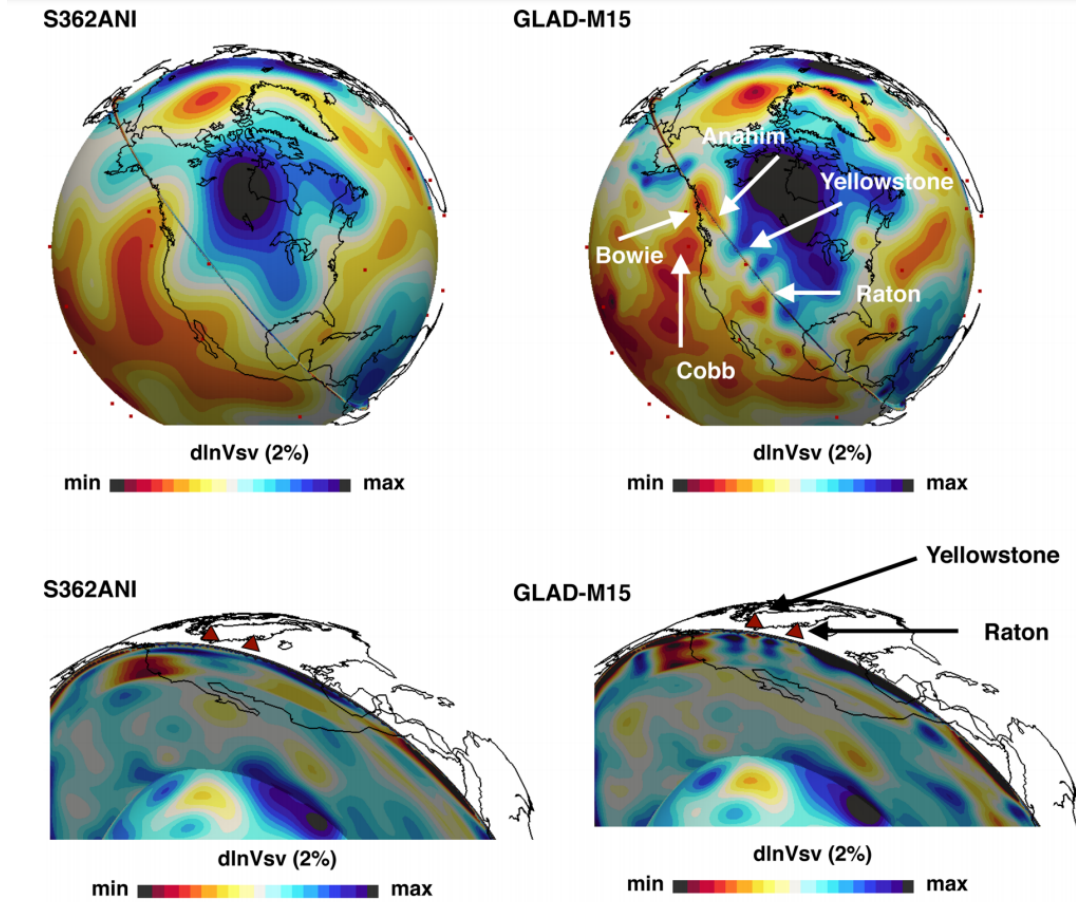 S362ANI
GLAD-M15
Anahim
Yellowstone
Bowie
Raton
Cobb
dlnVsv (2%)
dlnVsv (2%)
min
max
min
max
S362ANI
GLAD-M15
Yellowstone
Raton
dlnVsv (2%)
dlnVsv (2%)
min
max
min
max